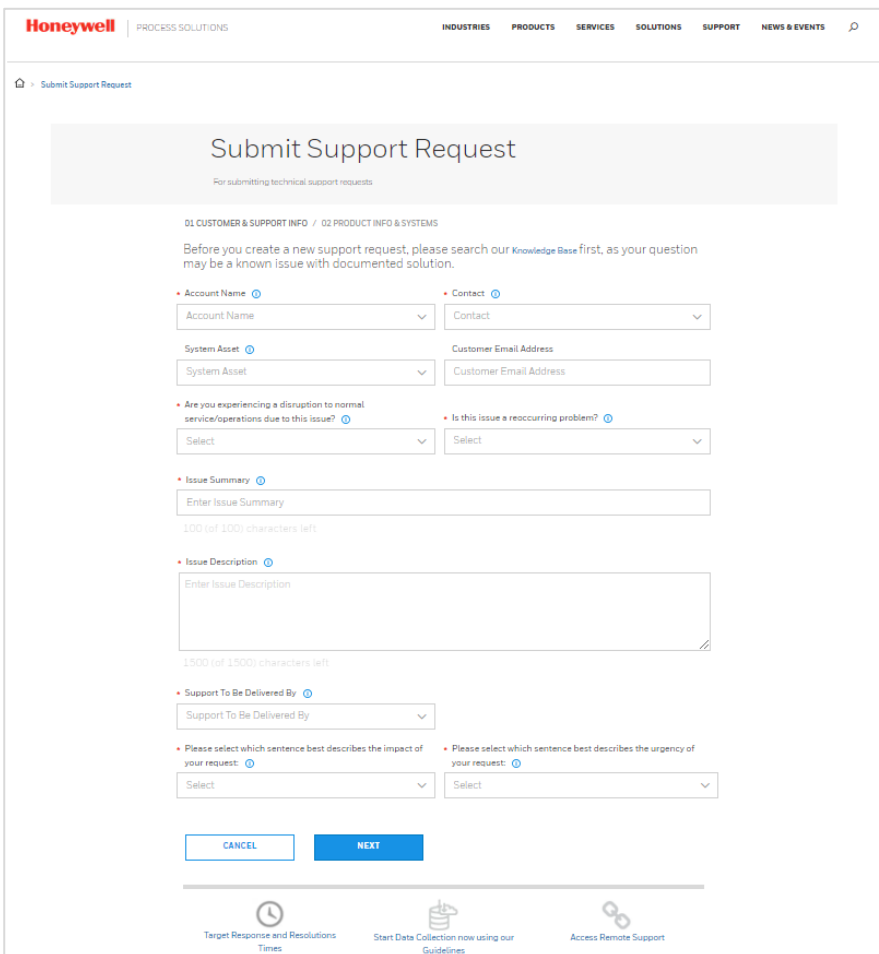 Honeywell | PROCESS SOLUTIONS
INDUSTRIES PRODUCTS SERVICES SOLUTIONS SUPPORT NEWS & EVENTS
> Submit Support Request
Submit Support Request
For submitting technical support requests
01 CUSTOMER & SUPPORT INFO / 02 PRODUCT INFO & SYSTEMS
Before you create a new support request, please search our Knowledge Base first, as your question
may be a known issue with documented solution.
• Account Name
• Contact
Account Name
Contact
System Asset
Customer Email Address
System Asset
Customer Email Address
• Are you experiencing a disruption to normal
service/operations due to this issue?
• Is this issue a reoccurring problem?
Select
Select
• Issue Summary
Enter Issue Summary
100 (of 100) characters left
• Issue Description
Enter Issue Description
1500 (of 1500) characters left
• Support To Be Delivered By
Support To Be Delivered By
• Please select which sentence best describes the impact of
your request:
• Please select which sentence best describes the urgency of
your request:
Select
Select
CANCEL
NEXT
Target Response and Resolutions
Times
Start Data Collection now using our
Guidelines
Access Remote Support